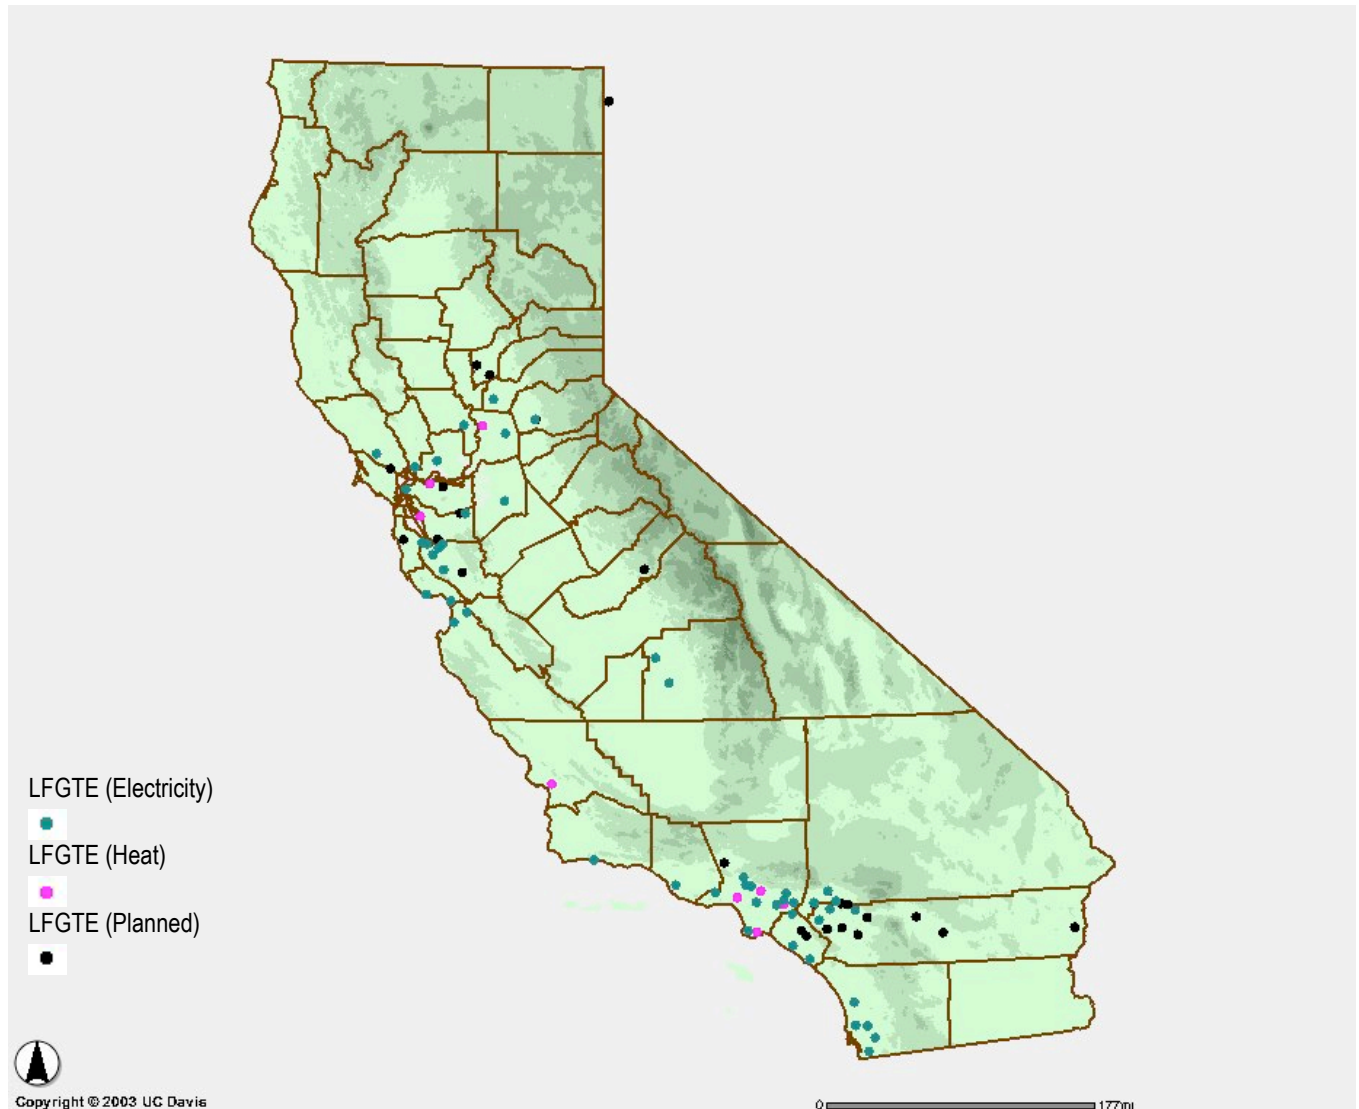 LFGTE (Electricity)
LFGTE (Heat)
LFGTE (Planned)
Copyright © 2003 UC Davis
0 177mi